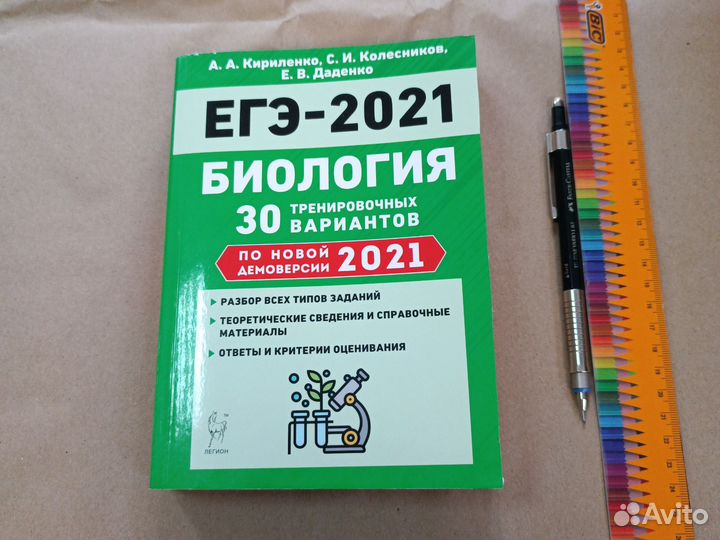 А. А. Кириленко, С. И. Колесников,
Е. В. Даденко
ЕГЭ-2021
БИОЛОГИЯ
30 ТРЕНИРОВОЧНЫХ
ВАРИАНТОВ
ПО НОВОЙ
ДЕМОВЕРСИИ 2021
РАЗБОР ВСЕХ ТИПОВ ЗАДАНИЙ
ТЕОРЕТИЧЕСКИЕ СВЕДЕНИЯ И СПРАВОЧНЫЕ
МАТЕРИАЛЫ
ОТВЕТЫ И КРИТЕРИИ ОЦЕНИВАНИЯ
ЛЕГИОН
BIC
FABER-CASTELL
Avito